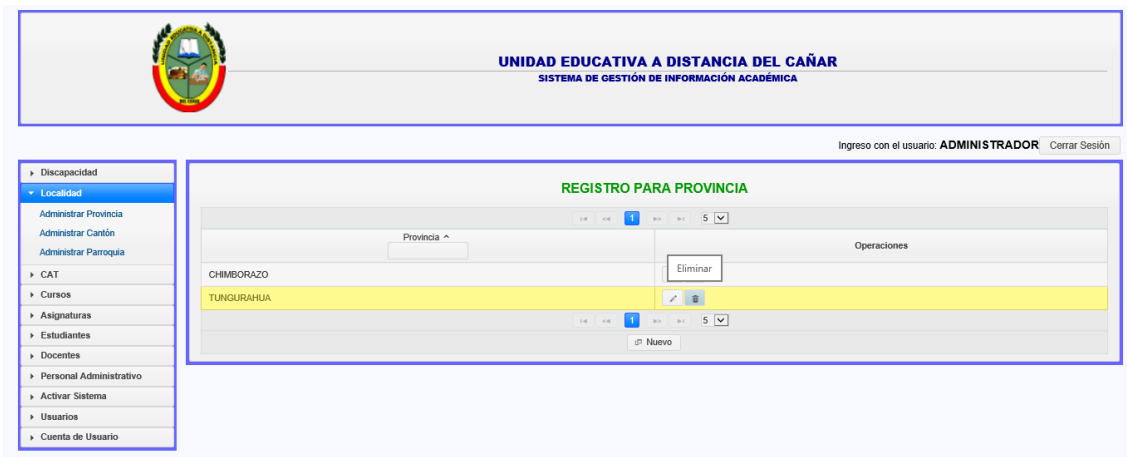 UNIDAD EDUCATIVA A DISTANCIA DEL CAÑAR
SISTEMA DE GESTIÓN DE INFORMACIÓN ACADÉMICA
DEL CAÑAR
Ingreso con el usuario: ADMINISTRADOR Cerrar Sesión
Discapacidad
Localidad
Administrar Provincia
Administrar Cantón
Administrar Parroquia
CAT
Cursos
Asignaturas
Estudiantes
Docentes
Personal Administrativo
Activar Sistema
Usuarios
Cuenta de Usuario
REGISTRO PARA PROVINCIA
1 5
Provincia Operaciones
Eliminar
CHIMBORAZO
TUNGURAHUA
1 5
Nuevo